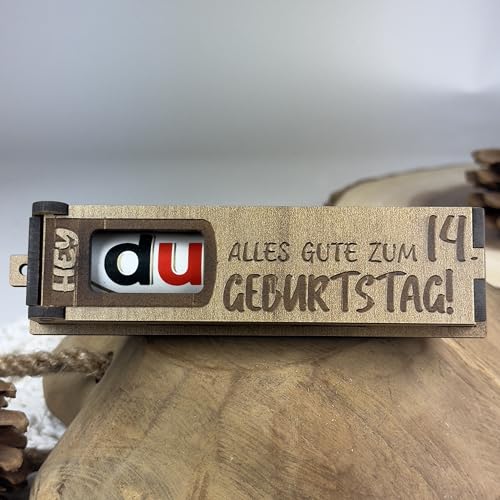 HEY
du
ALLES GUTE ZUM 14.
GEBURTSTAG!